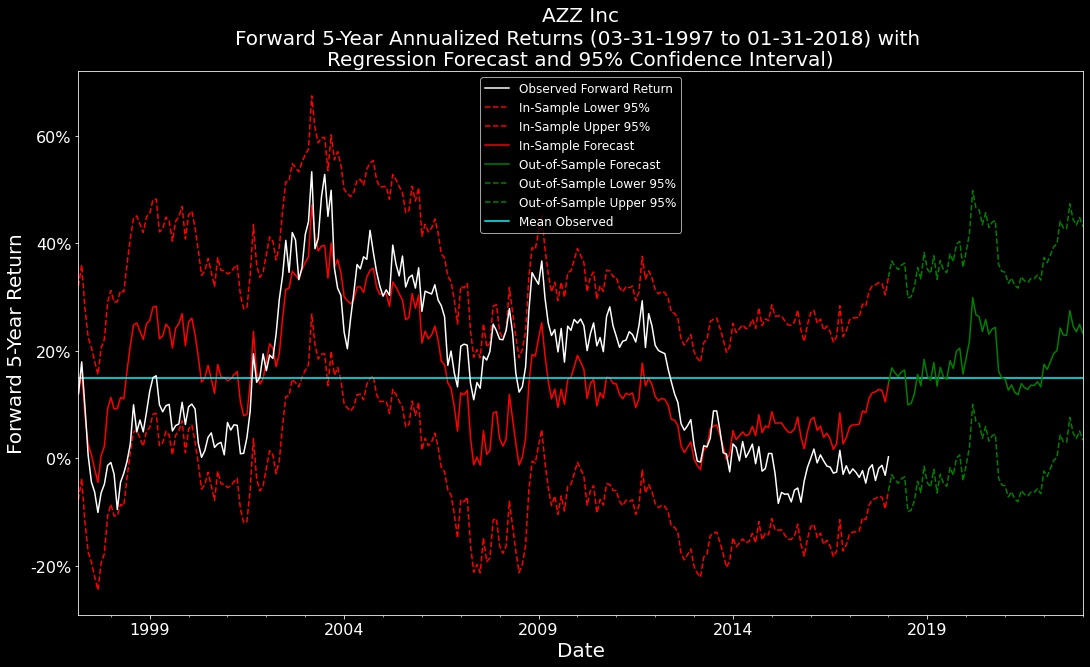 AZZ Inc
Forward 5-Year Annualized Returns (03-31-1997 to 01-31-2018) with
Regression Forecast and 95% Confidence Interval)
Observed Forward Return
In-Sample Lower 95%
In-Sample Upper 95%
In-Sample Forecast
Out-of-Sample Forecast
Out-of-Sample Lower 95%
Out-of-Sample Upper 95%
Mean Observed
Forward 5-Year Return
60%
40%
20%
0%
-20%
1999
2004
2009
2014
2019
Date